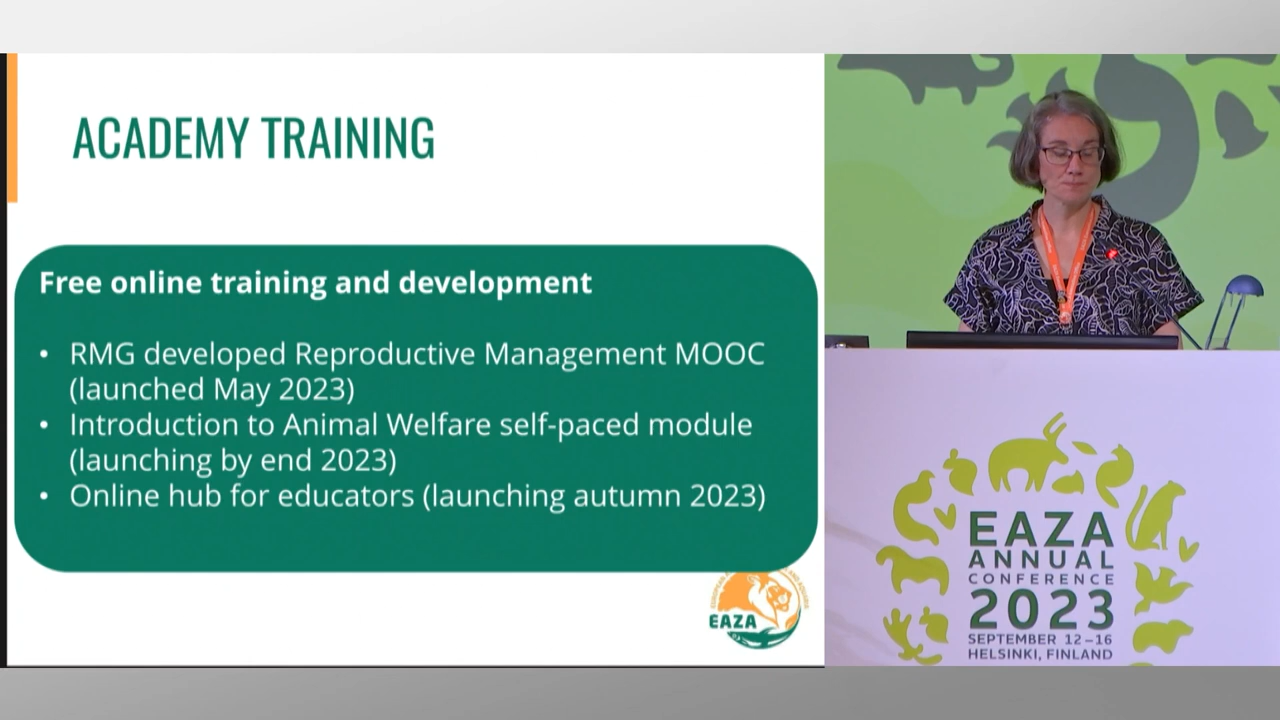 ACADEMY TRAINING
Free online training and development
• RMG developed Reproductive Management MOOC
(launched May 2023)
• Introduction to Animal Welfare self-paced module
(launching by end 2023)
• Online hub for educators (launching autumn 2023)
EAZA
EAZA
ANNUAL
CONFERENCE
2023
SEPTEMBER 12–16
HELSINKI, FINLAND